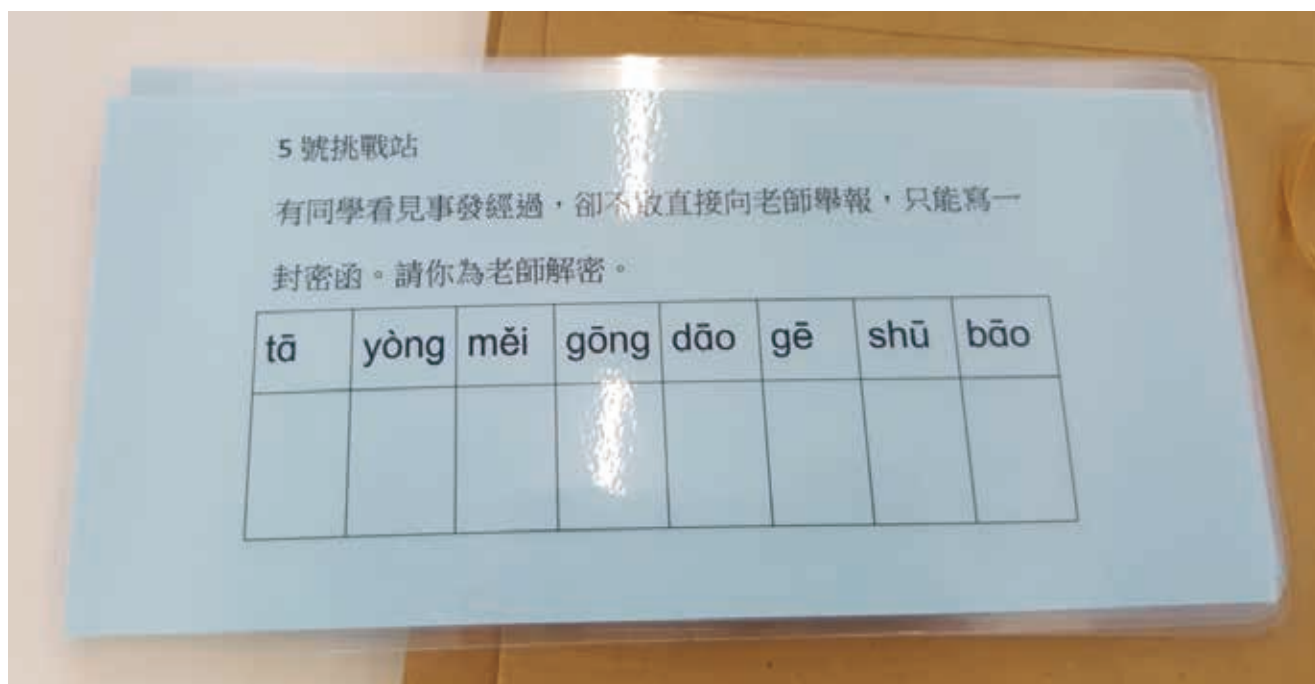 5 號挑戰站
有同學看見事發經過，卻不敢直接向老師舉報，只能寫一
封密函。請你為老師解密。
tā yòng měi gōng dāo gē shū bāo